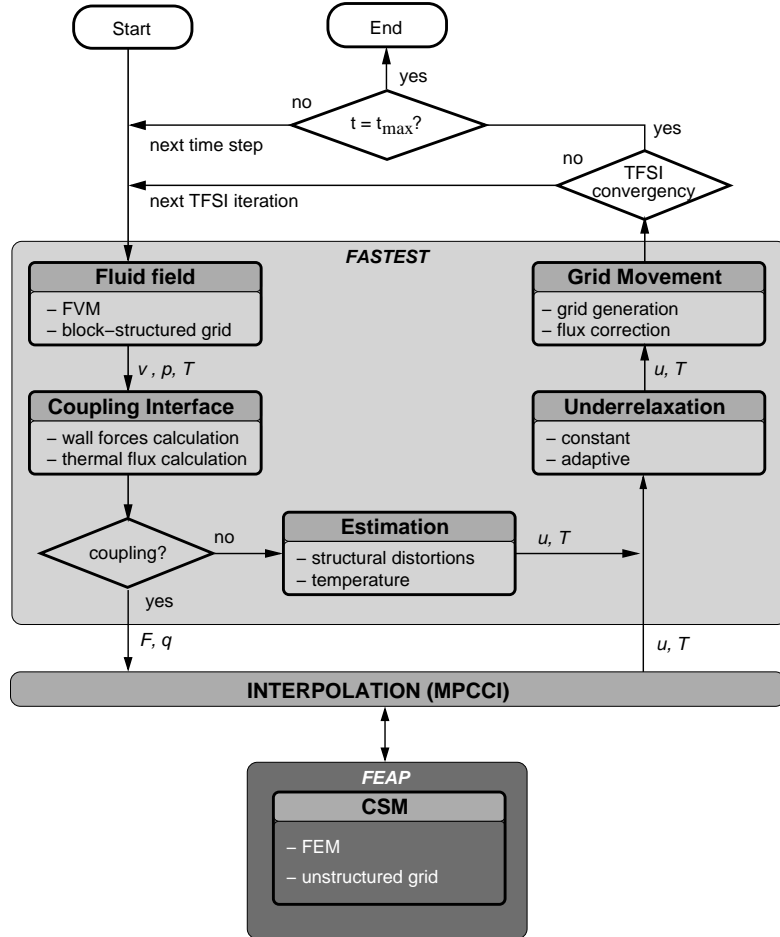 Start
End
yes
no
t = tmax?
yes
next time step
no
TFSI
convergency
next TFSI iteration
FASTEST
Fluid field
– FVM
– block−structured grid
Grid Movement
– grid generation
– flux correction
v , p, T
u, T
Coupling Interface
– wall forces calculation
– thermal flux calculation
Underrelaxation
– constant
– adaptive
coupling?
no
Estimation
– structural distortions
– temperature
u, T
yes
F, q
u, T
INTERPOLATION (MPCCI)
FEAP
CSM
– FEM
– unstructured grid